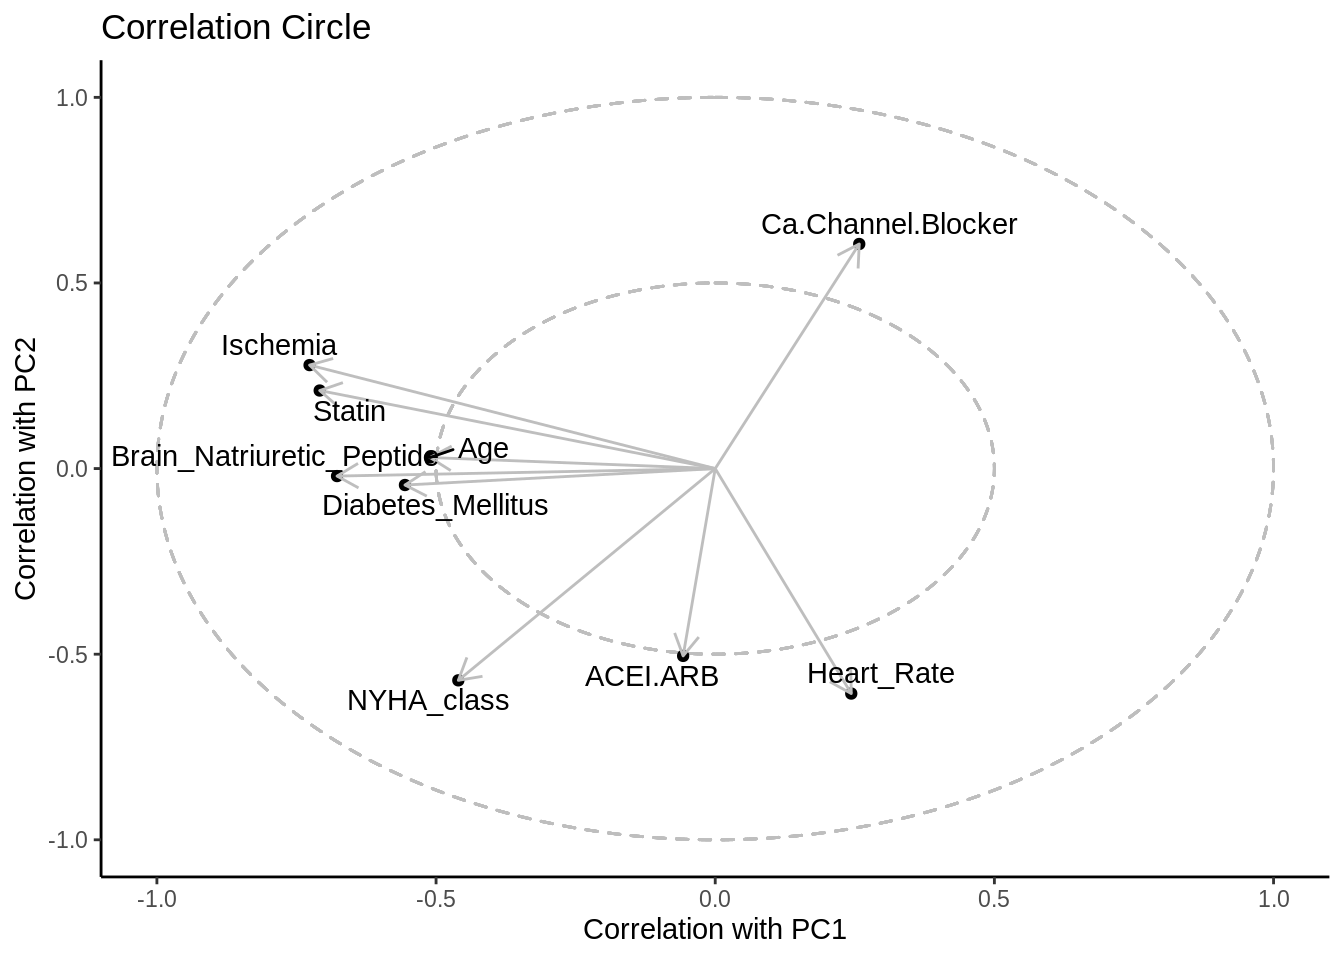 Correlation Circle
1.0
0.5
0.0
-0.5
-1.0
Correlation with PC2
Ca.Channel.Blocker
Ischemia
Statin
Age
Brain_Natriuretic_Peptid
Diabetes_Mellitus
Heart_Rate
ACEI.ARB
NYHA_class
-1.0
-0.5
0.0
0.5
1.0
Correlation with PC1